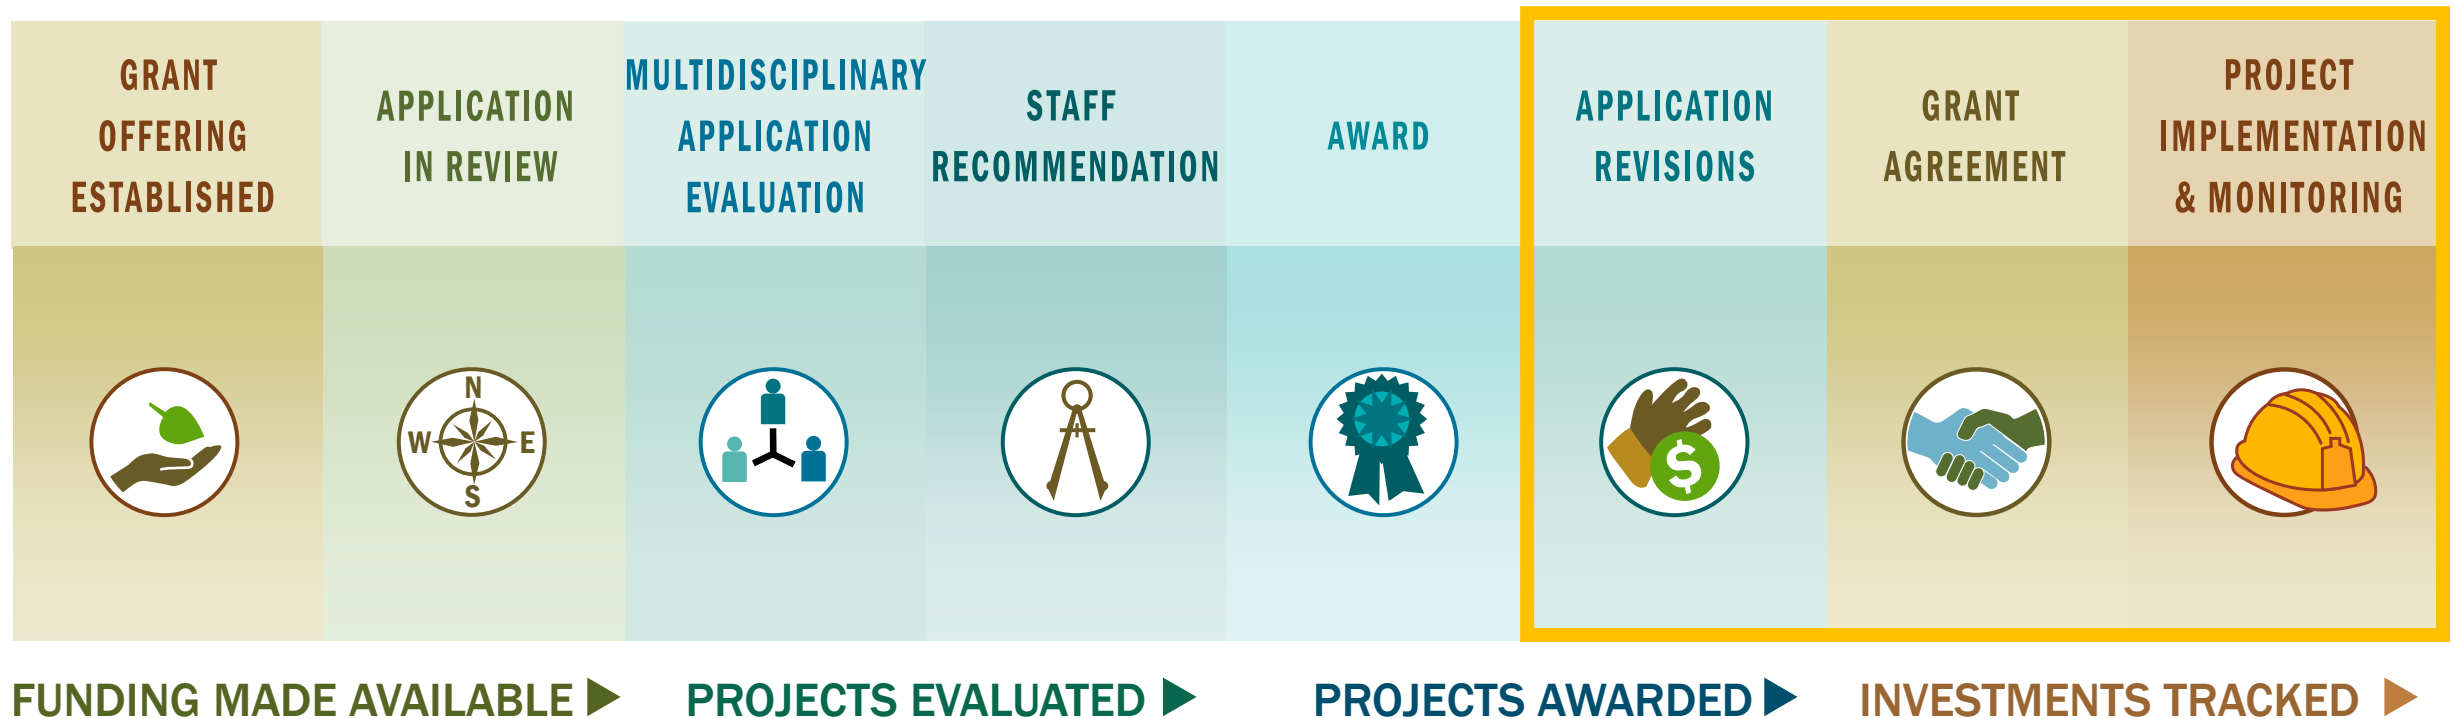 GRANT
OFFERING
ESTABLISHED
APPLICATION
IN REVIEW
MULTIDISCIPLINARY
APPLICATION
EVALUATION
STAFF
RECOMMENDATION
AWARD
APPLICATION
REVISIONS
GRANT
AGREEMENT
PROJECT
IMPLEMENTATION
& MONITORING
N
W E
S
$
FUNDING MADE AVAILABLE
PROJECTS EVALUATED
PROJECTS AWARDED
INVESTMENTS TRACKED